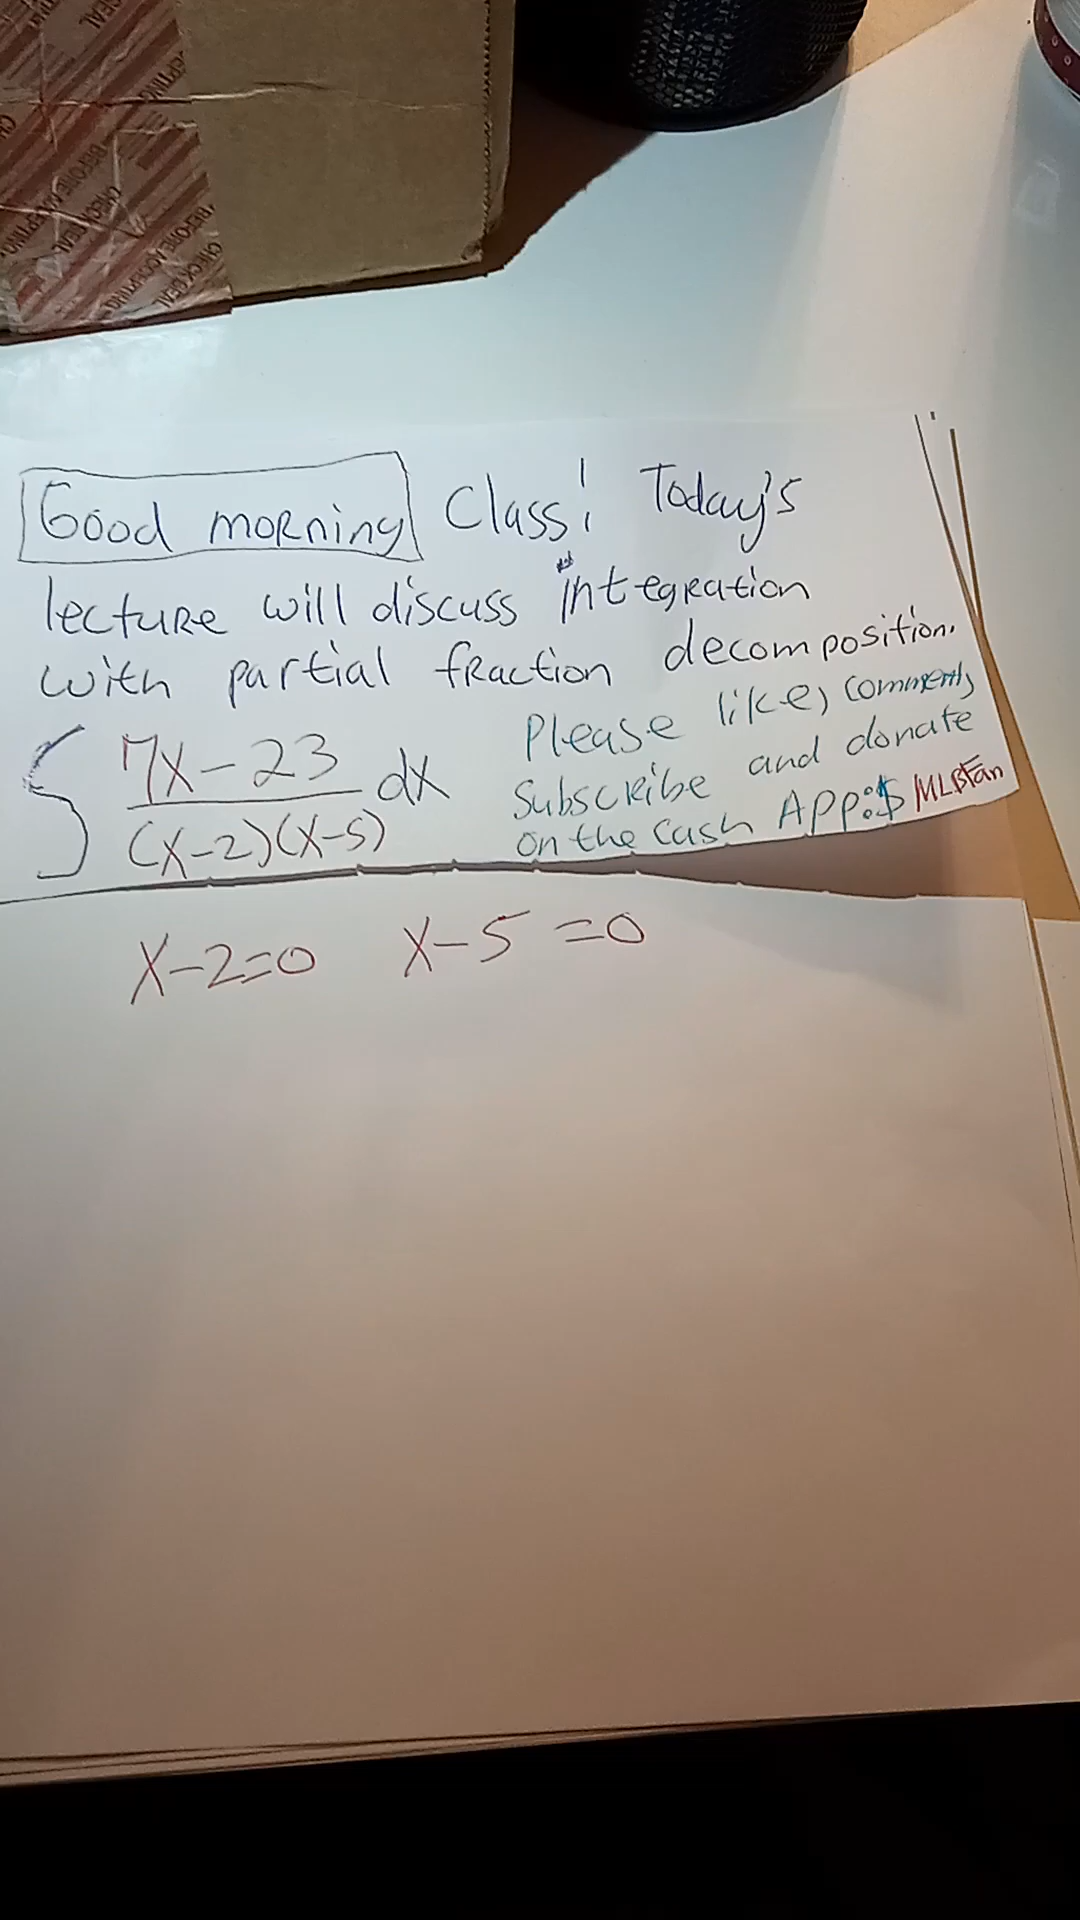 Good morning Class! Today's
lecture will discuss integration
with partial fraction decomposition.
∫ 7x-23 / (x-2)(x-5) dx
Please like, comment,
subscribe and donate
on the Cash App:$MLBFan
x-2=0 x-5=0